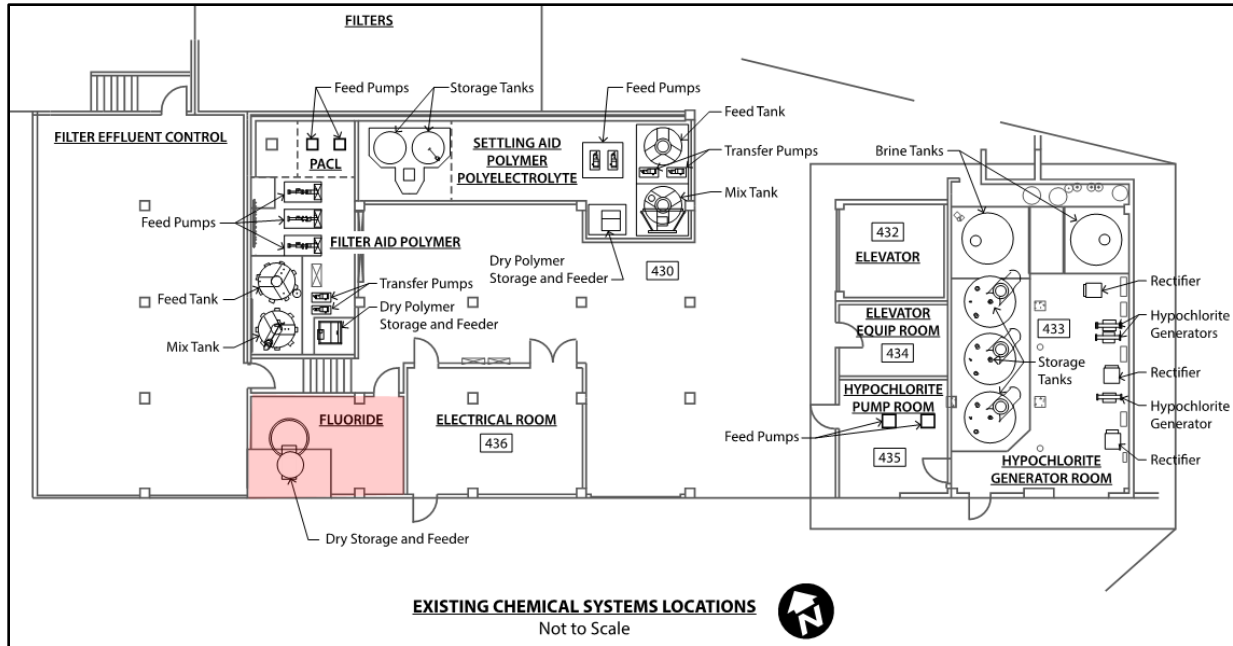 FILTERS
Feed Pumps
Storage Tanks
Feed Pumps
Feed Tank
FILTER EFFLUENT CONTROL
PACL
SETTLING AID
POLYMER
POLYELECTROLYTE
Transfer Pumps
Brine Tanks
Mix Tank
Feed Pumps
FILTER AID POLYMER
432
ELEVATOR
Dry Polymer
Storage and Feeder
430
Feed Tank
Transfer Pumps
Dry Polymer
Storage and Feeder
Mix Tank
ELEVATOR
EQUIP ROOM
434
433
Rectifier
Hypochlorite
Generators
Storage
Tanks
Rectifier
HYPOCHLORITE
PUMP ROOM
Hypochlorite
Generator
FLUORIDE
ELECTRICAL ROOM
436
Feed Pumps
435
Rectifier
HYPOCHLORITE
GENERATOR ROOM
Dry Storage and Feeder
EXISTING CHEMICAL SYSTEMS LOCATIONS
Not to Scale
N